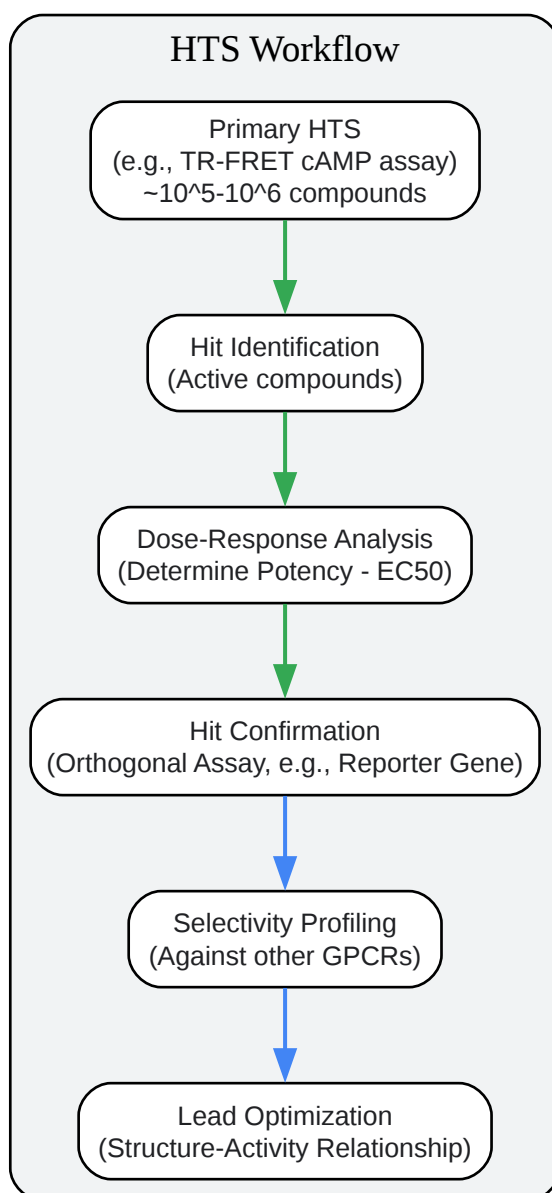 HTS Workflow
Primary HTS
(e.g., TR-FRET cAMP assay)
~10^5-10^6 compounds
Hit Identification
(Active compounds)
Dose-Response Analysis
(Determine Potency - EC50)
Hit Confirmation
(Orthogonal Assay, e.g., Reporter Gene)
Selectivity Profiling
(Against other GPCRs)
Lead Optimization
(Structure-Activity Relationship)